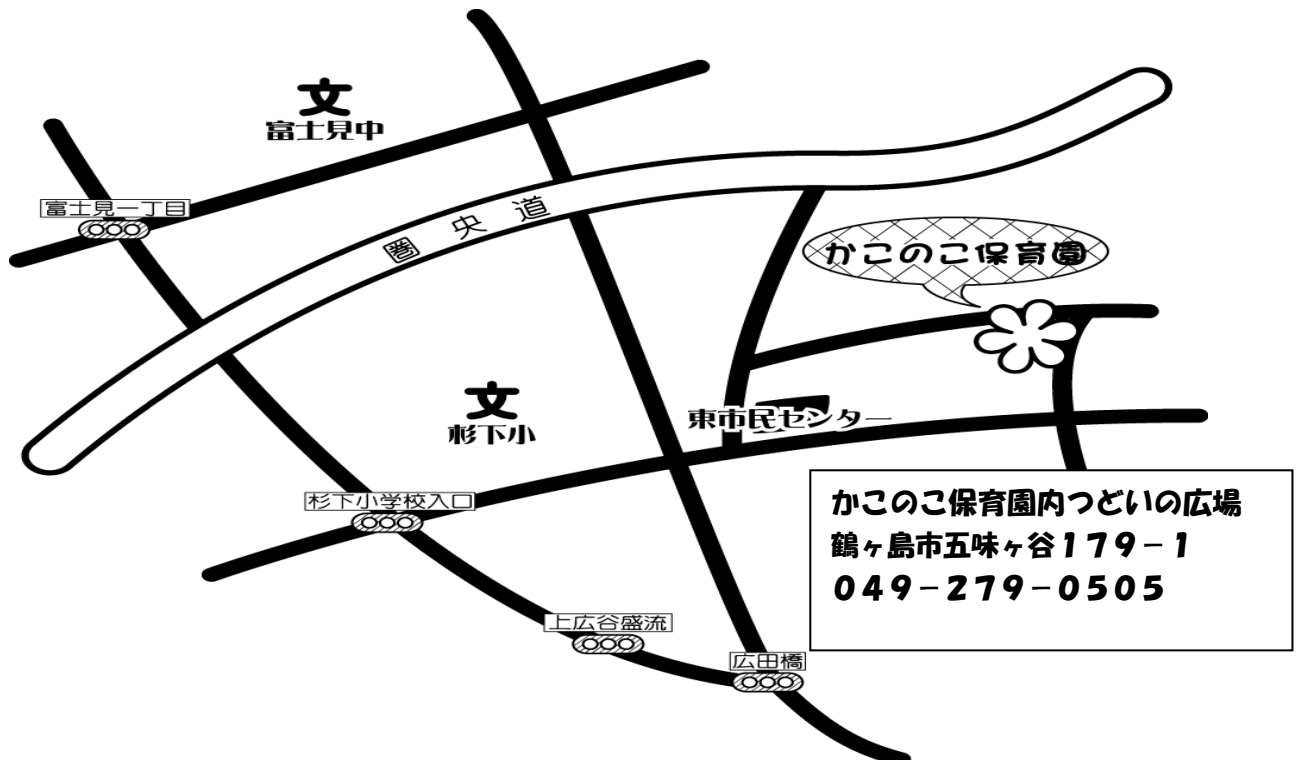 文
富士見中
富士見一丁目
圏央道
かこのこ保育園
文
杉下小
東市民センター
杉下小学校入口
かこのこ保育園内つどいの広場
鶴ヶ島市五味ヶ谷179-1
049-279-0505
上広谷盛流
広田橋